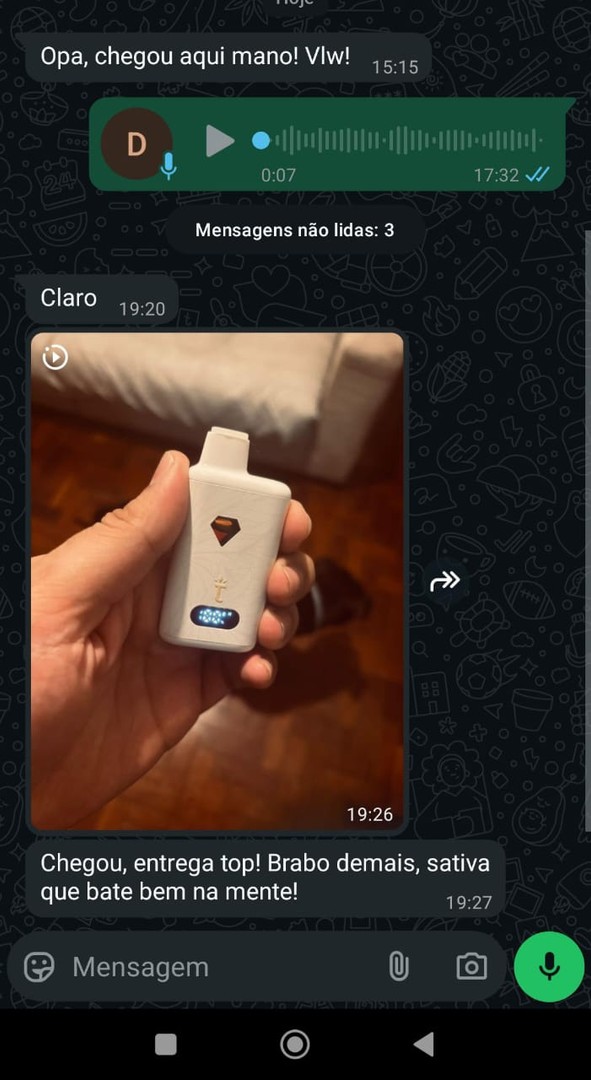 Hoje
Opa, chegou aqui mano! Vlw!
15:15
D
0:07
17:32
Mensagens não lidas: 3
Claro
19:20
19:26
Chegou, entrega top! Brabo demais, sativa
que bate bem na mente!
19:27
Mensagem